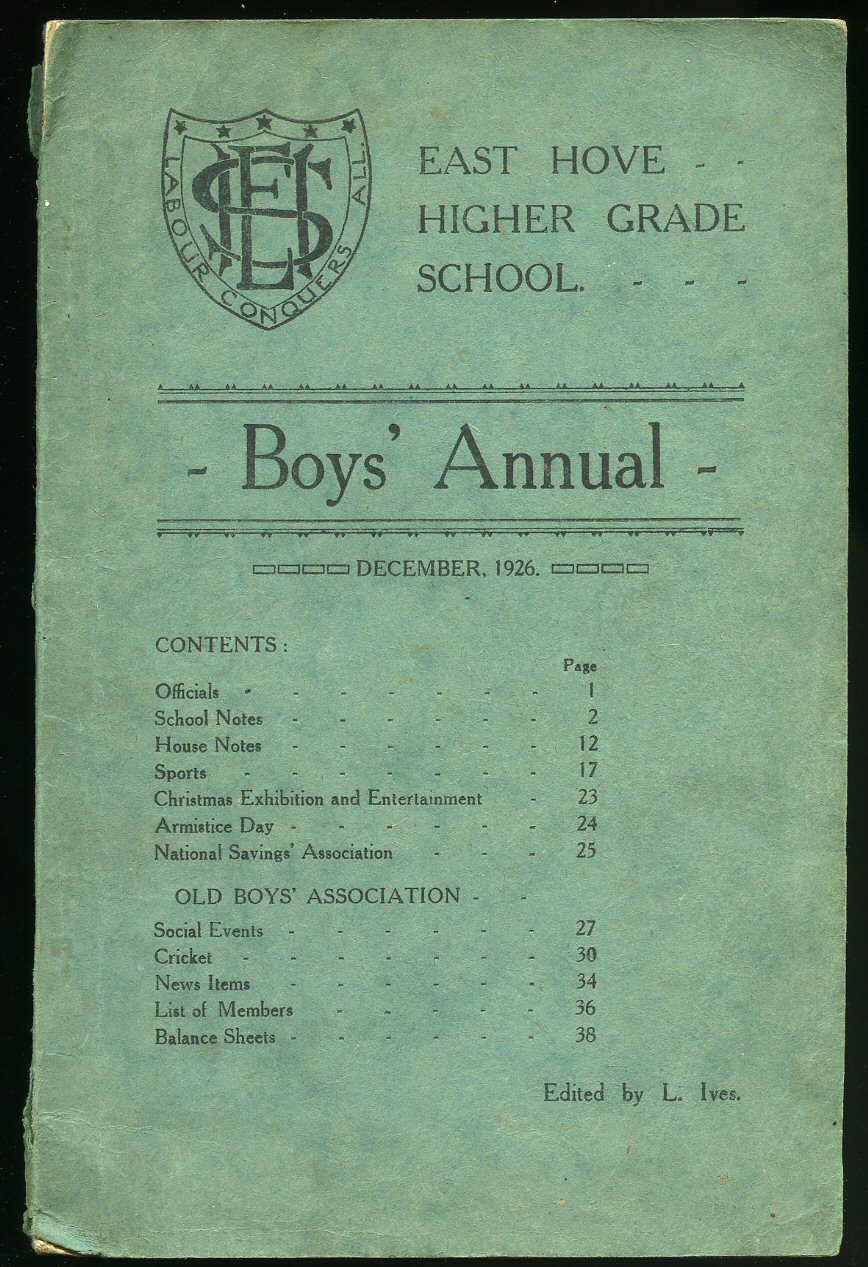 LABOUR CONQUERS ALL.
EHS
EAST HOVE - -
HIGHER GRADE
SCHOOL. - - -
- Boys' Annual -
DECEMBER, 1926.
CONTENTS :
Page
Officials - - - - - - - 1
School Notes - - - - - - 2
House Notes - - - - - - 12
Sports - - - - - - - 17
Christmas Exhibition and Entertainment - 23
Armistice Day - - - - - - 24
National Savings' Association - - - 25
OLD BOYS' ASSOCIATION - -
Social Events - - - - - - 27
Cricket - - - - - - - 30
News Items - - - - - - 34
List of Members - - - - - 36
Balance Sheets - - - - - - 38
Edited by L. Ives.